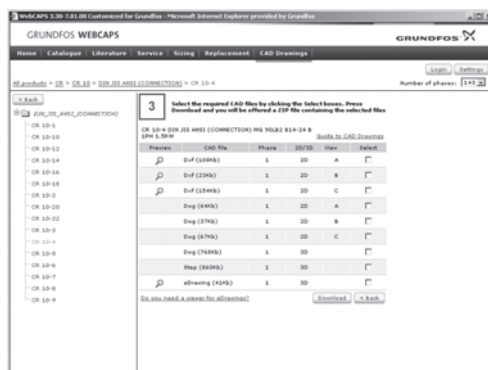 WebCAPS 3.30-7.01.08 Customized for Grundfos - Microsoft Internet Explorer provided by Grundfos
GRUNDFOS WEBCAPS
GRUNDFOS
Home Catalogue Literature Service Sizing Replacement CAD Drawings
Login Settings
All products > CR > CR 10 > DIN_JIS_ANSI (CONNECTION) > CR 10-4
Number of phases: 1+3
< Back
3
Select the required CAD files by clicking the Select boxes. Press
Download and you will be offered a ZIP file containing the selected files
DIN_JIS_ANSI_(CONNECTION)
CR 10-1
CR 10-10
CR 10-12
CR 10-14
CR 10-16
CR 10-18
CR 10-2
CR 10-20
CR 10-22
CR 10-3
CR 10-4
CR 10-5
CR 10-6
CR 10-7
CR 10-8
CR 10-9
CR 10-4 DIN JIS ANSI (CONNECTION) MG 90LB2 B14-24 B
1PH 1.5KW
Guide to CAD Drawings
Preview CAD file Phase 2D/3D View Select
Dxf (108Kb) 1 2D A
Dxf (23Kb) 1 2D B
Dxf (154Kb) 1 2D C
Dwg (64Kb) 1 2D A
Dwg (37Kb) 1 2D B
Dwg (67Kb) 1 2D C
Dwg (760Kb) 1 3D
Step (360Kb) 1 3D
eDrawing (41Kb) 1 3D
Do you need a viewer for eDrawings?
Download < Back